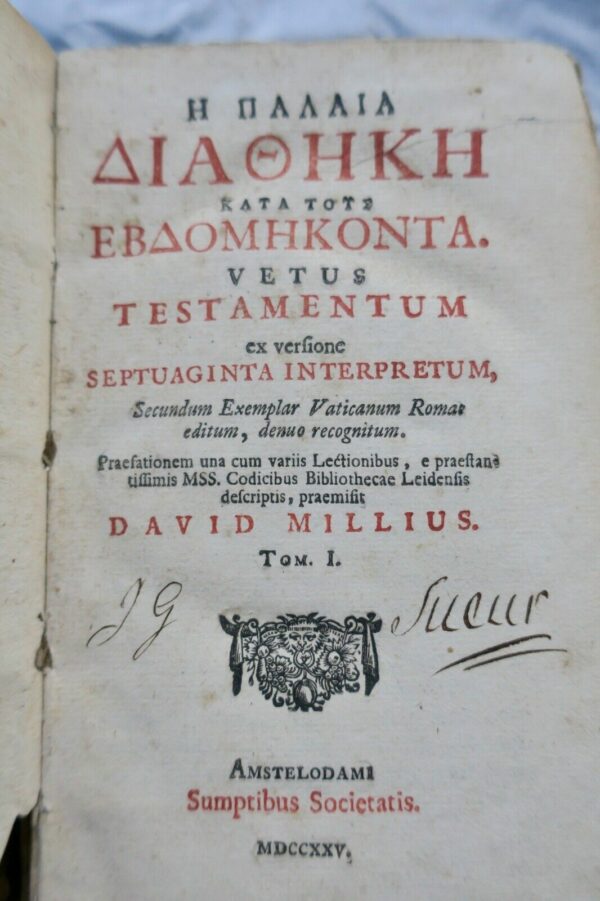 Η ΠΑΛΑΙΑ
ΔΙΑΘΗΚΗ
ΚΑΤΑ ΤΟΥΣ
ΕΒΔΟΜΗΚΟΝΤΑ.
VETUS
TESTAMENTUM
ex verſione
SEPTUAGINTA INTERPRETUM,
Secundum Exemplar Vaticanum Romae
editum, denuo recognitum.
Praefationem una cum variis Lectionibus, e praeſtan-
tiſſimis MSS. Codicibus Bibliothecae Leidenſis
deſcriptis, praemiſit
DAVID MILLIUS.
TOM. I.
J G Sueur
AMSTELODAMI
Sumptibus Societatis.
MDCCXXV.